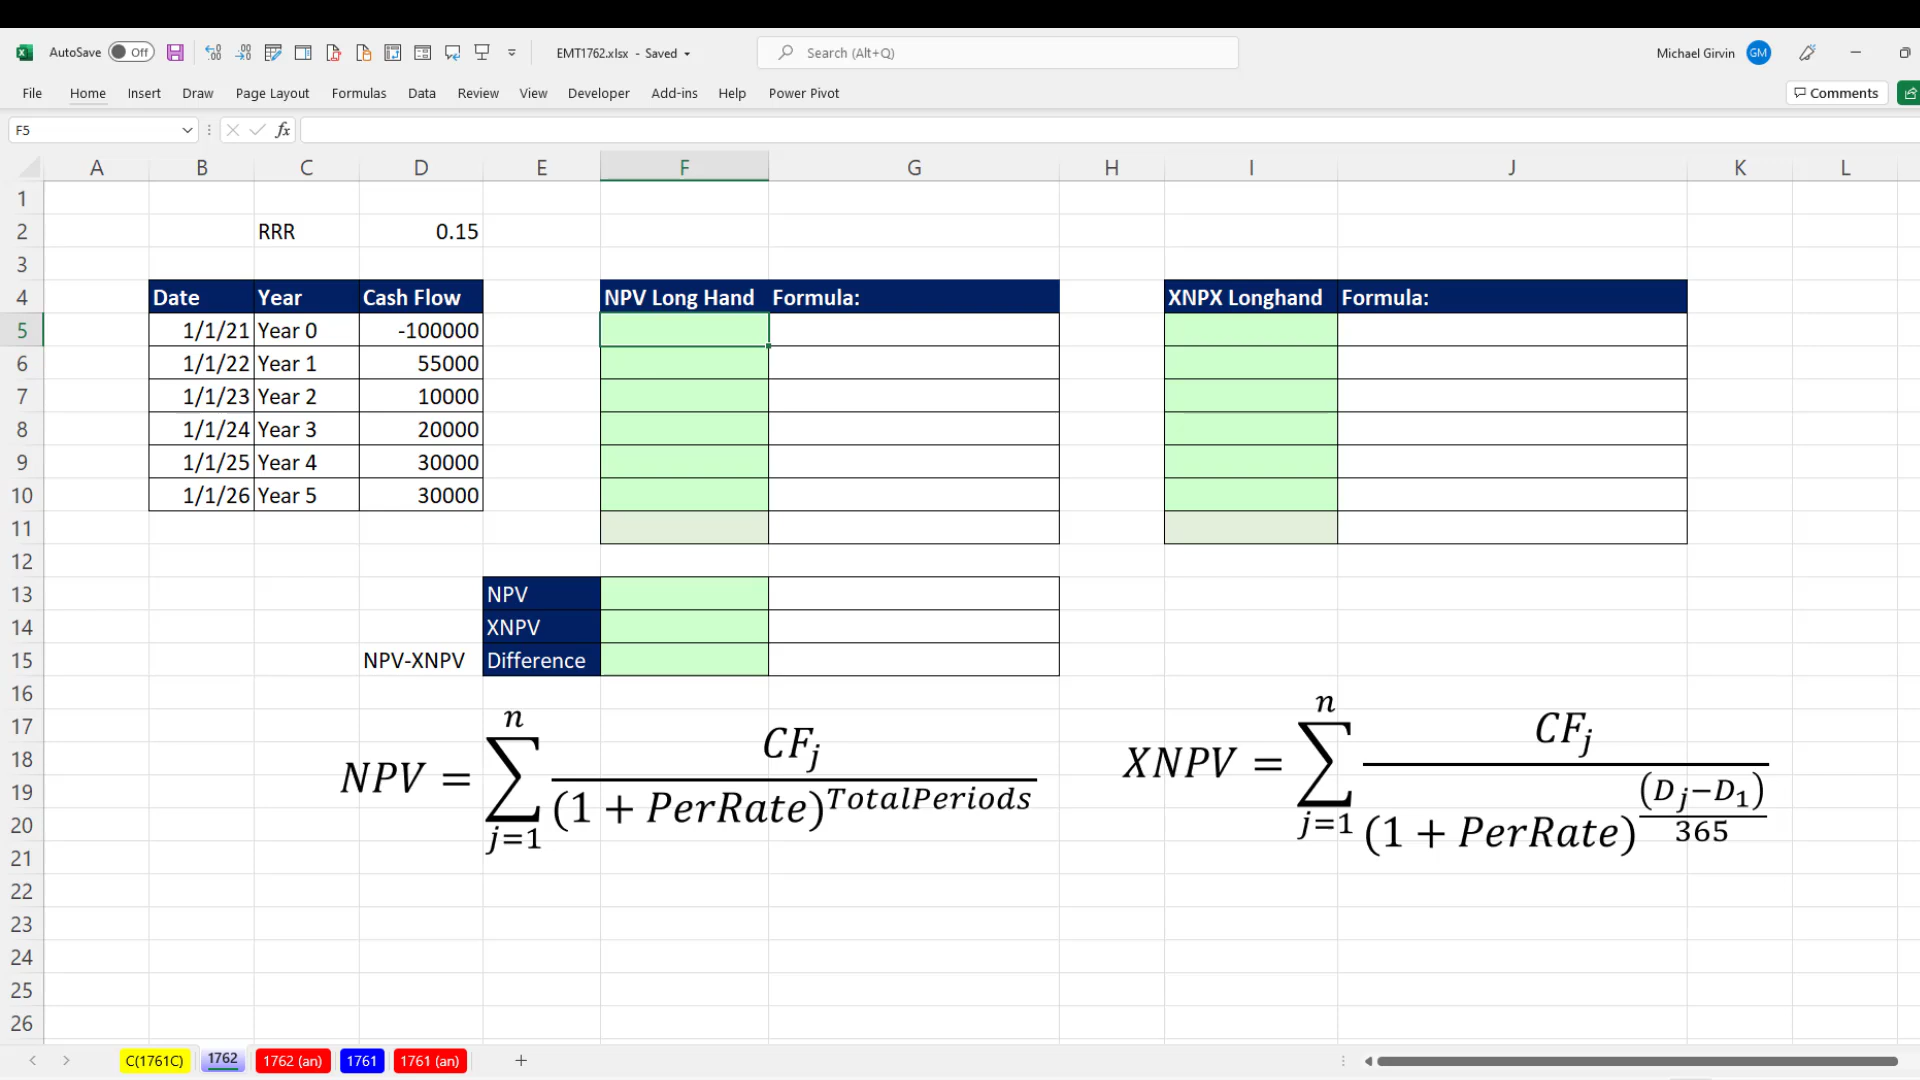 AutoSave Off EMT1762.xlsx - Saved Search (Alt+Q) Michael Girvin GM
File Home Insert Draw Page Layout Formulas Data Review View Developer Add-ins Help Power Pivot Comments
F5 fx
A B C D E F G H I J K L
1
2 RRR 0.15
3
4 Date Year Cash Flow NPV Long Hand Formula: XNPX Longhand Formula:
5 1/1/21 Year 0 -100000
6 1/1/22 Year 1 55000
7 1/1/23 Year 2 10000
8 1/1/24 Year 3 20000
9 1/1/25 Year 4 30000
10 1/1/26 Year 5 30000
11
12
13 NPV
14 XNPV
15 NPV-XNPV Difference
16
17
18
19
20
21
22
23
24
25
26
NPV = ∑_{j=1}^{n} CF_j / (1 + PerRate)^{TotalPeriods}
XNPV = ∑_{j=1}^{n} CF_j / (1 + PerRate)^{(D_j−D_1)/365}
C(1761C) 1762 1762 (an) 1761 1761 (an)